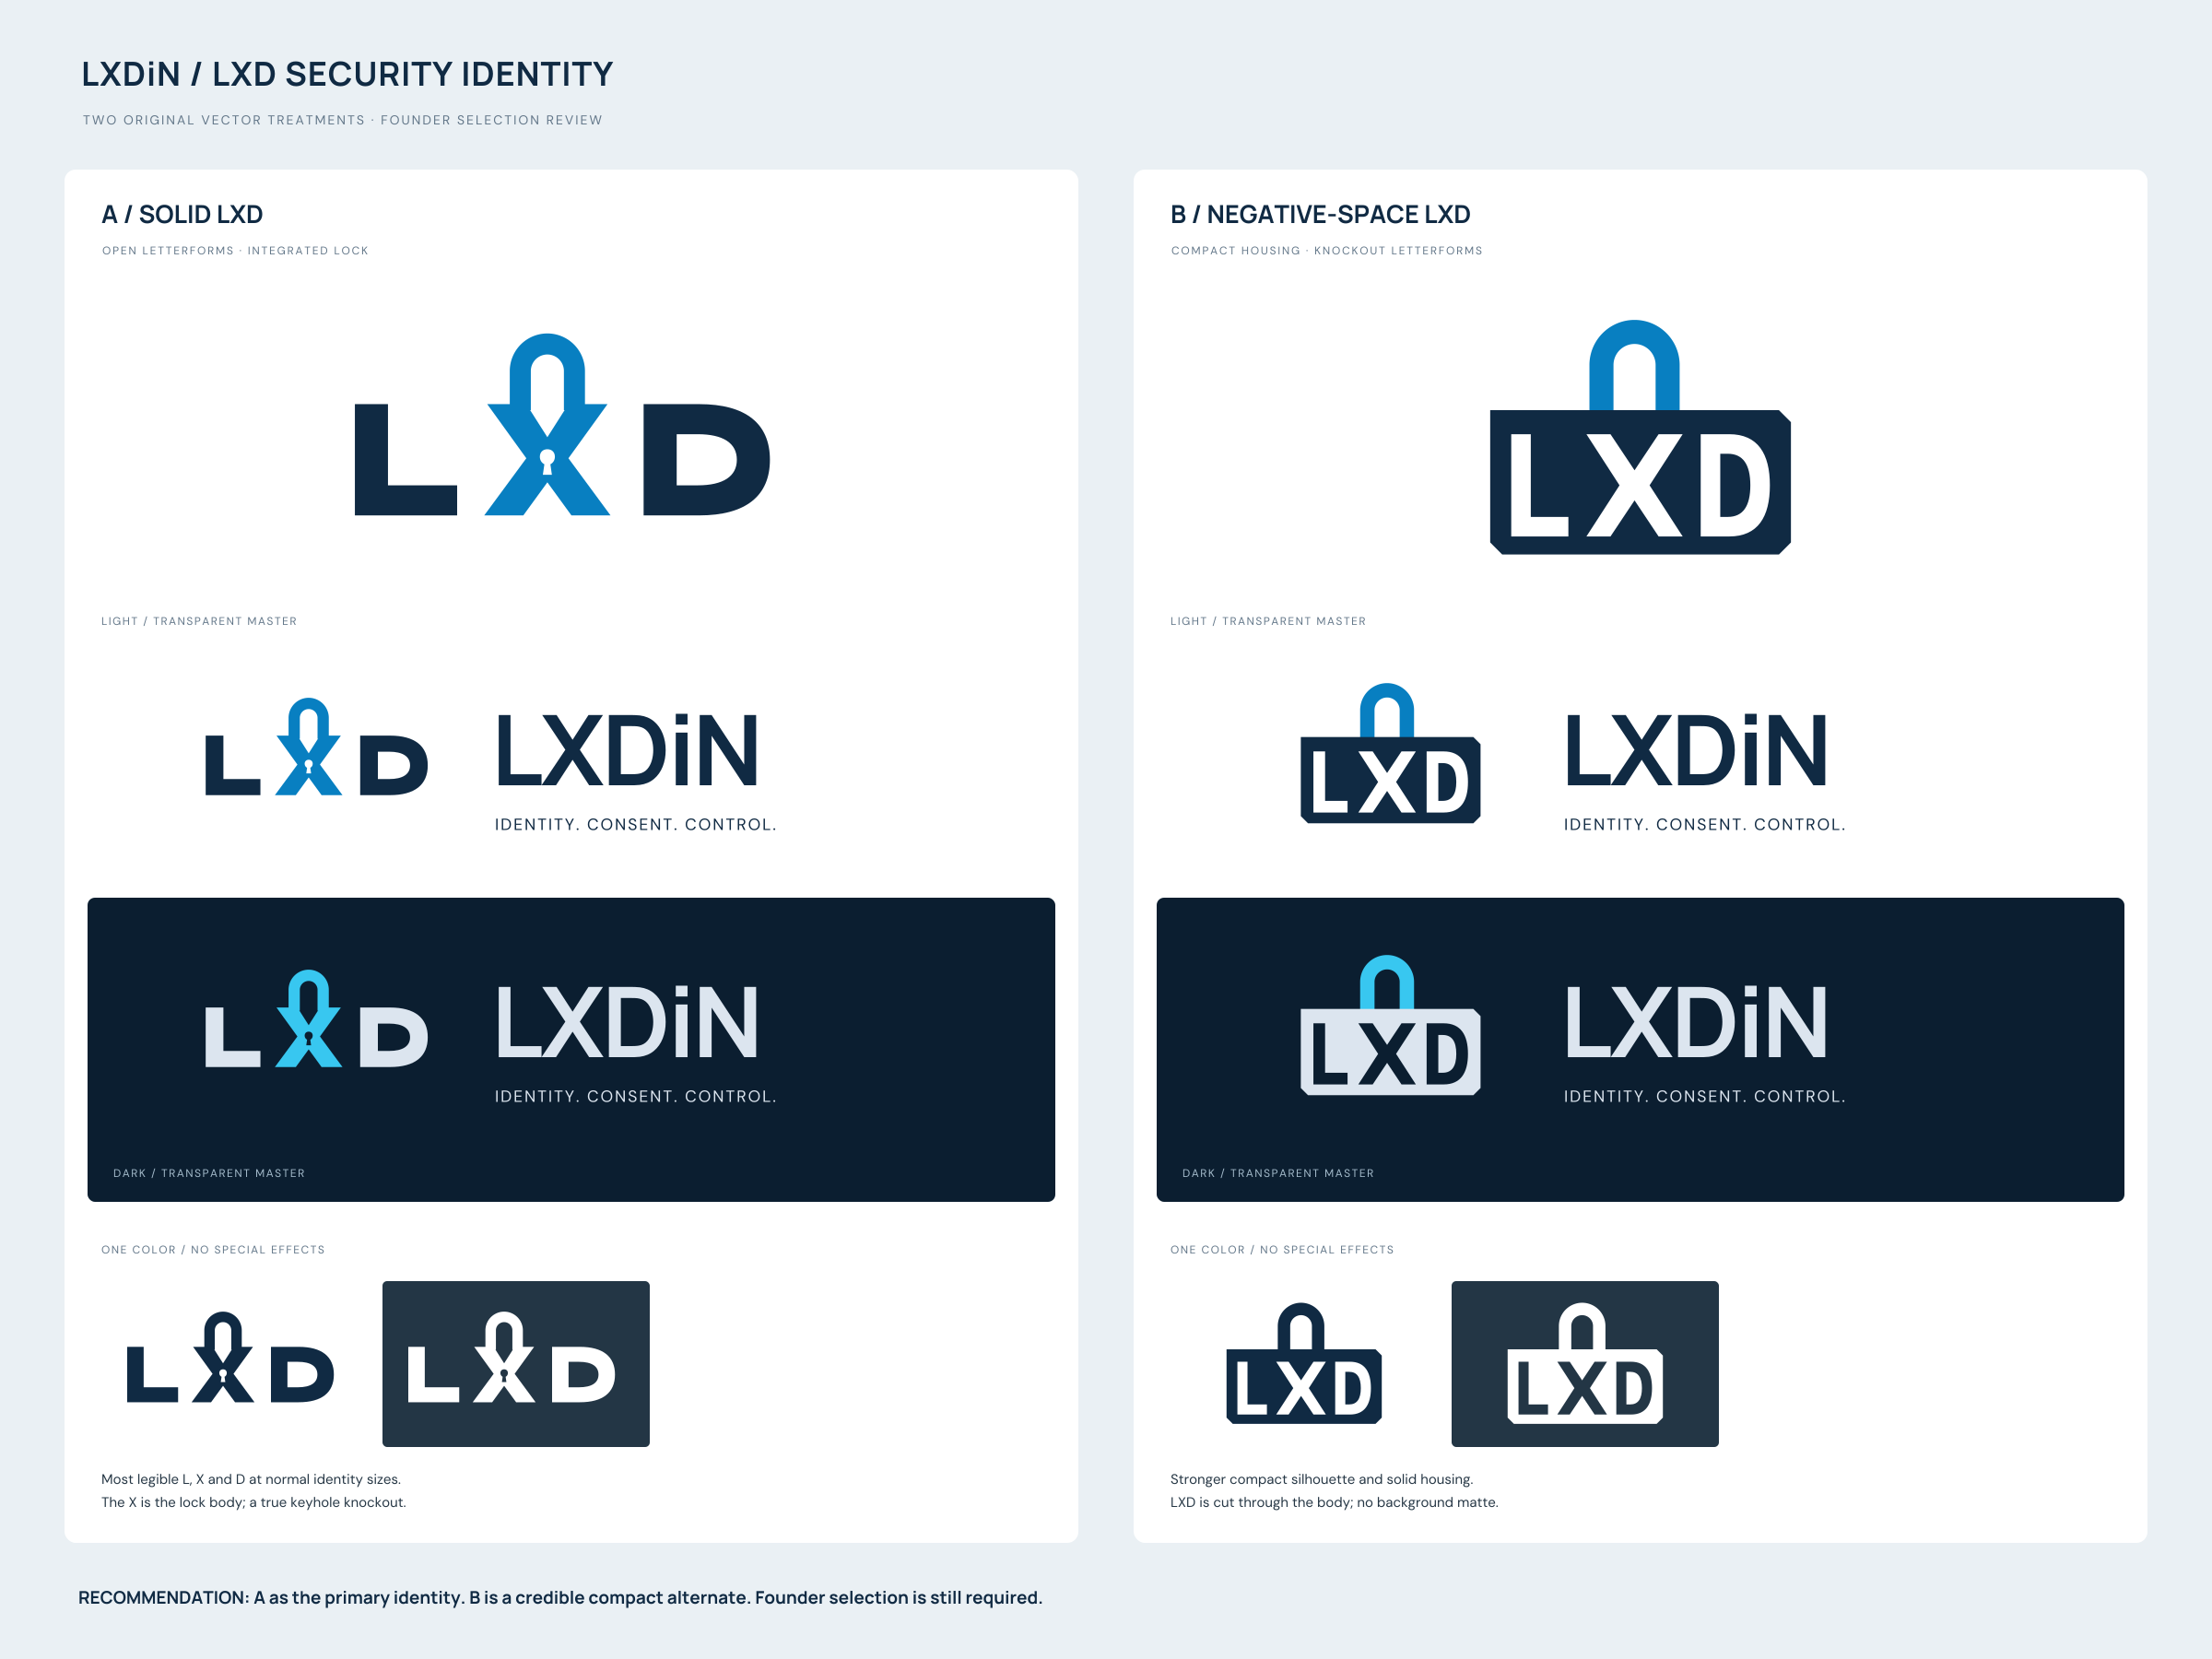 LXDiN / LXD SECURITY IDENTITY
TWO ORIGINAL VECTOR TREATMENTS · FOUNDER SELECTION REVIEW
A / SOLID LXD
OPEN LETTERFORMS · INTEGRATED LOCK
LXD
LIGHT / TRANSPARENT MASTER
LXD
LXDiN
IDENTITY. CONSENT. CONTROL.
LXD
LXDiN
IDENTITY. CONSENT. CONTROL.
DARK / TRANSPARENT MASTER
ONE COLOR / NO SPECIAL EFFECTS
LXD
LXD
Most legible L, X and D at normal identity sizes.
The X is the lock body; a true keyhole knockout.
B / NEGATIVE-SPACE LXD
COMPACT HOUSING · KNOCKOUT LETTERFORMS
LXD
LIGHT / TRANSPARENT MASTER
LXD
LXDiN
IDENTITY. CONSENT. CONTROL.
LXD
LXDiN
IDENTITY. CONSENT. CONTROL.
DARK / TRANSPARENT MASTER
ONE COLOR / NO SPECIAL EFFECTS
LXD
LXD
Stronger compact silhouette and solid housing.
LXD is cut through the body; no background matte.
RECOMMENDATION: A as the primary identity. B is a credible compact alternate. Founder selection is still required.